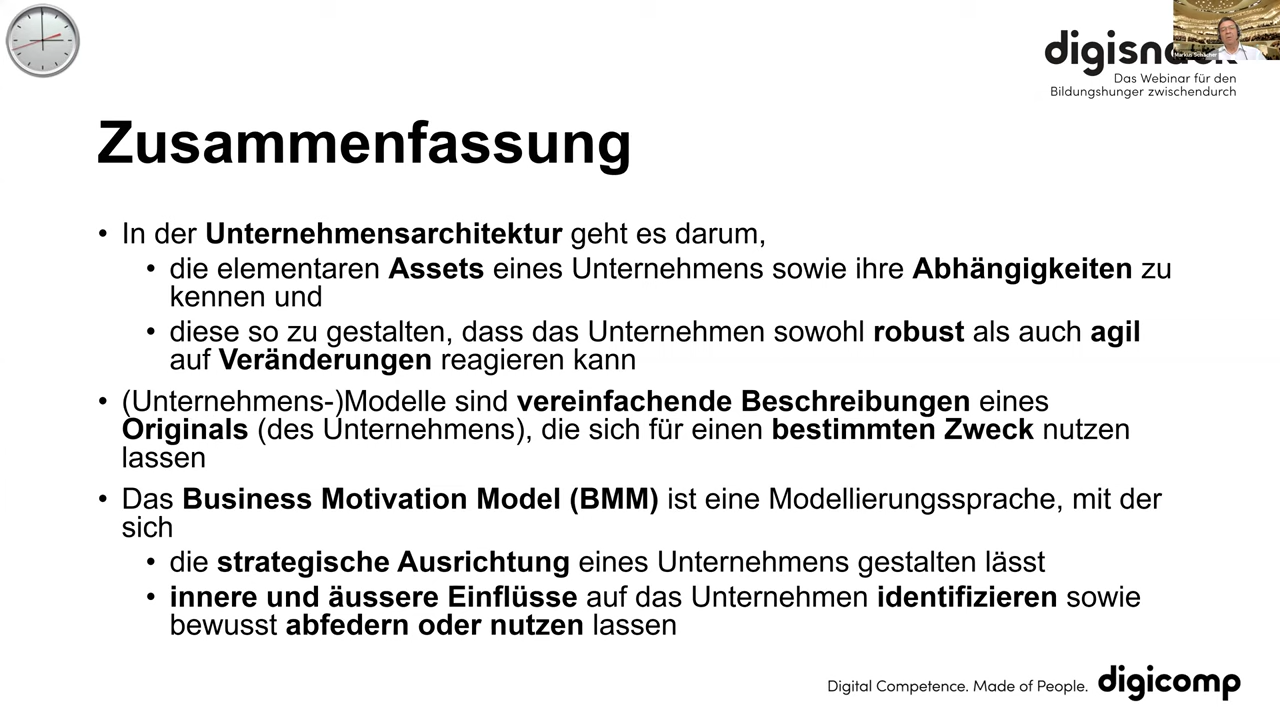 digisna
Markus Schacher
Das Webinar für den
Bildungshunger zwischendurch
Zusammenfassung
• In der Unternehmensarchitektur geht es darum,
• die elementaren Assets eines Unternehmens sowie ihre Abhängigkeiten zu
kennen und
• diese so zu gestalten, dass das Unternehmen sowohl robust als auch agil
auf Veränderungen reagieren kann
• (Unternehmens-)Modelle sind vereinfachende Beschreibungen eines
Originals (des Unternehmens), die sich für einen bestimmten Zweck nutzen
lassen
• Das Business Motivation Model (BMM) ist eine Modellierungssprache, mit der
sich
• die strategische Ausrichtung eines Unternehmens gestalten lässt
• innere und äussere Einflüsse auf das Unternehmen identifizieren sowie
bewusst abfedern oder nutzen lassen
Digital Competence. Made of People. digicomp